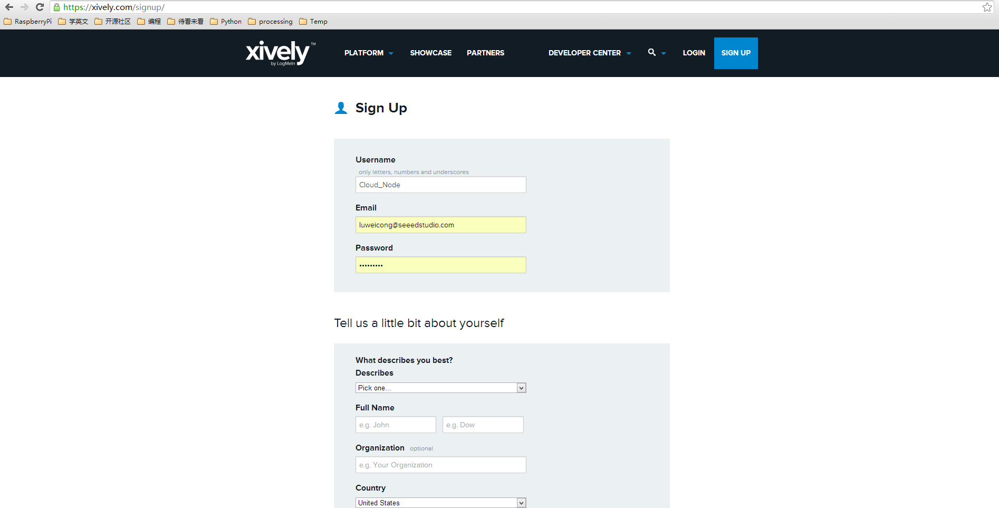 https://xively.com/signup/
RaspberryPi 学英文 开源社区 编程 待看未看 Python processing Temp
xively™ PLATFORM SHOWCASE PARTNERS DEVELOPER CENTER LOGIN SIGN UP
by LogMeIn
Sign Up
Username
only letters, numbers and underscores
Cloud_Node
Email
luweicong@seeedstudio.com
Password
•••••••••
Tell us a little bit about yourself
What describes you best?
Describes
Pick one...
Full Name
e.g. John e.g. Dow
Organization optional
e.g. Your Organization
Country
United States